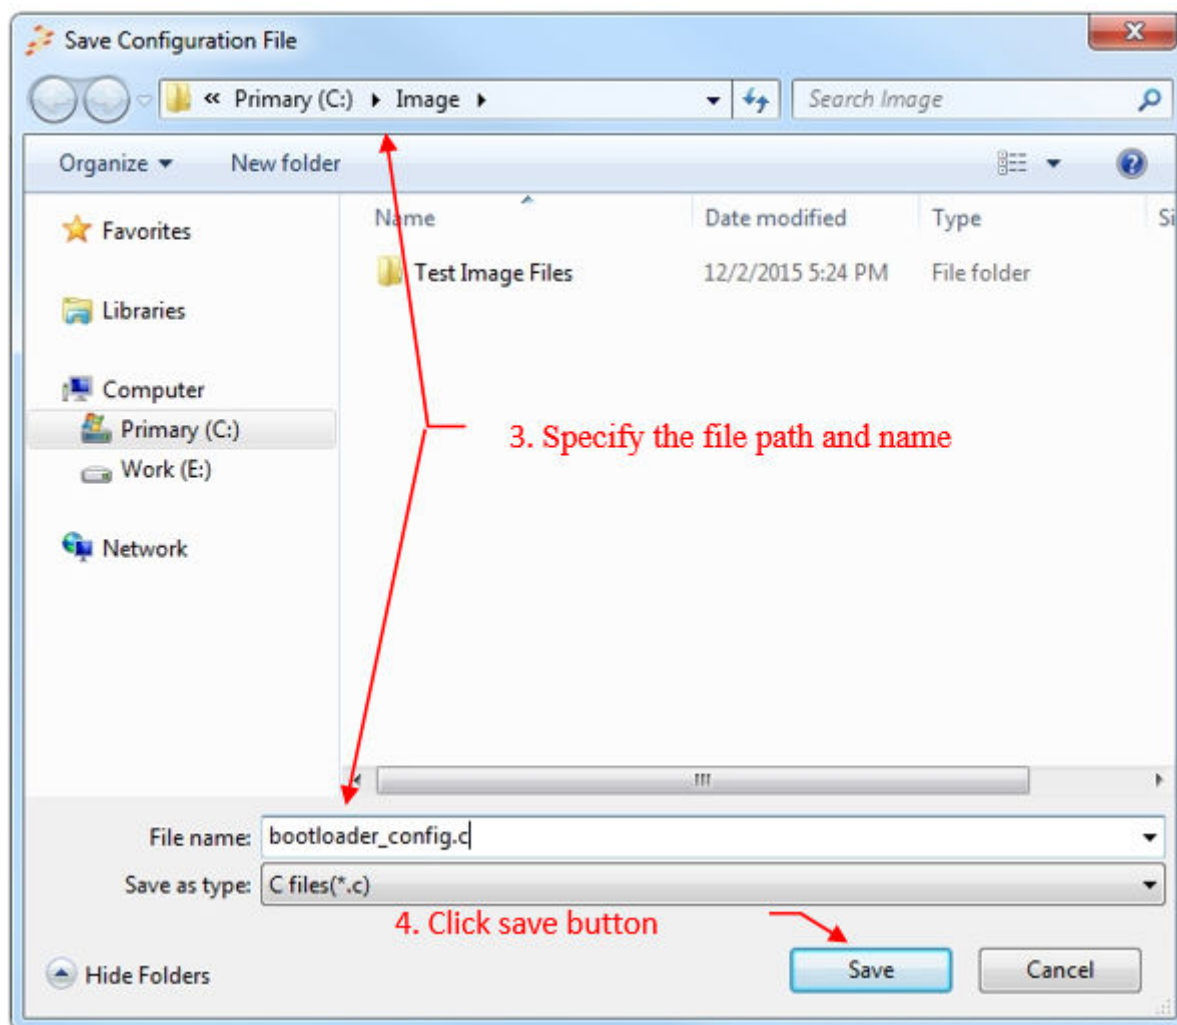 Save Configuration File
« Primary (C:) ▸ Image ▸
Search Image
Organize
New folder
Name
Date modified
Type
Si
Favorites
Test Image Files
12/2/2015 5:24 PM
File folder
Libraries
Computer
Primary (C:)
3. Specify the file path and name
Work (E:)
Network
File name: bootloader_config.c
Save as type: C files(*.c)
4. Click save button
Hide Folders
Save
Cancel